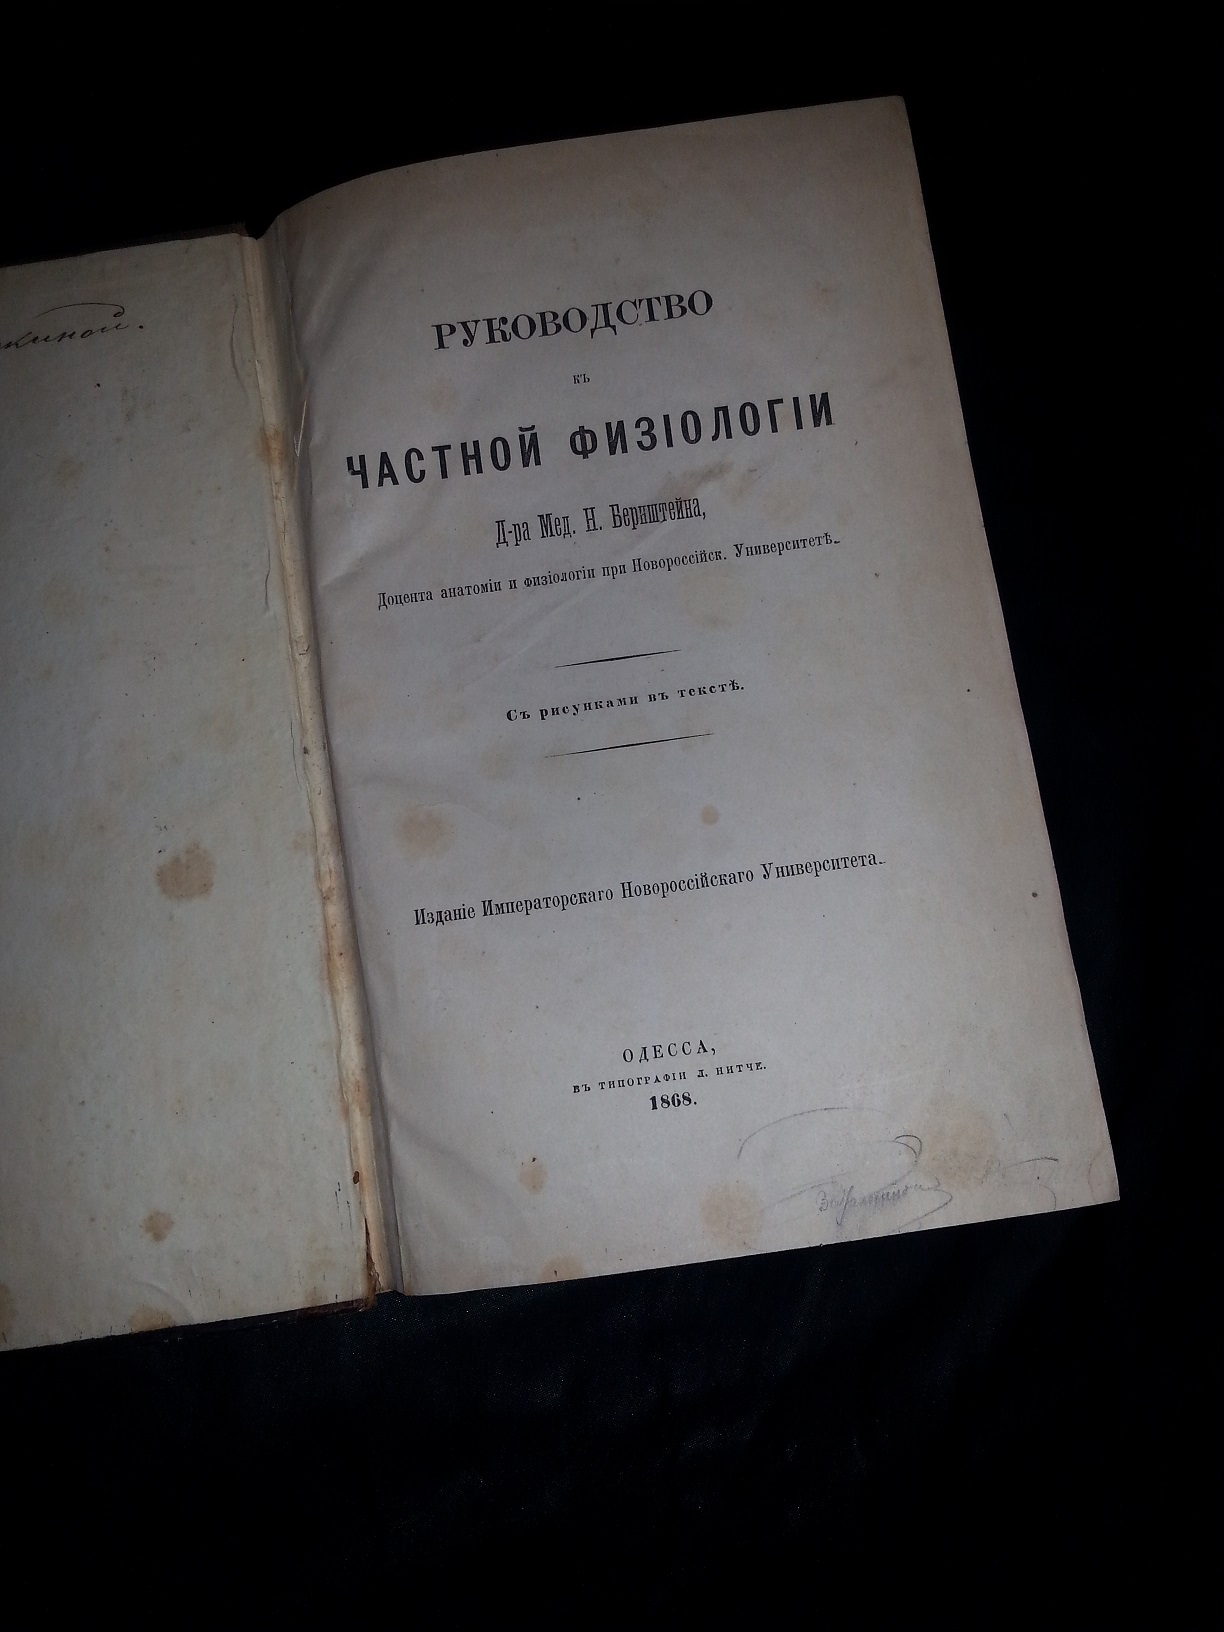 РУКОВОДСТВО
КЪ
ЧАСТНОЙ ФИЗІОЛОГІИ
Д-ра Мед. Н. Бернштейна,
Доцента анатоміи и физіологіи при Новороссійск. Университетѣ.
Съ рисунками въ текстѣ.
Изданіе Императорскаго Новороссійскаго Университета.
ОДЕССА,
ВЪ ТИПОГРАФІИ Л. НИТЧЕ.
1868.